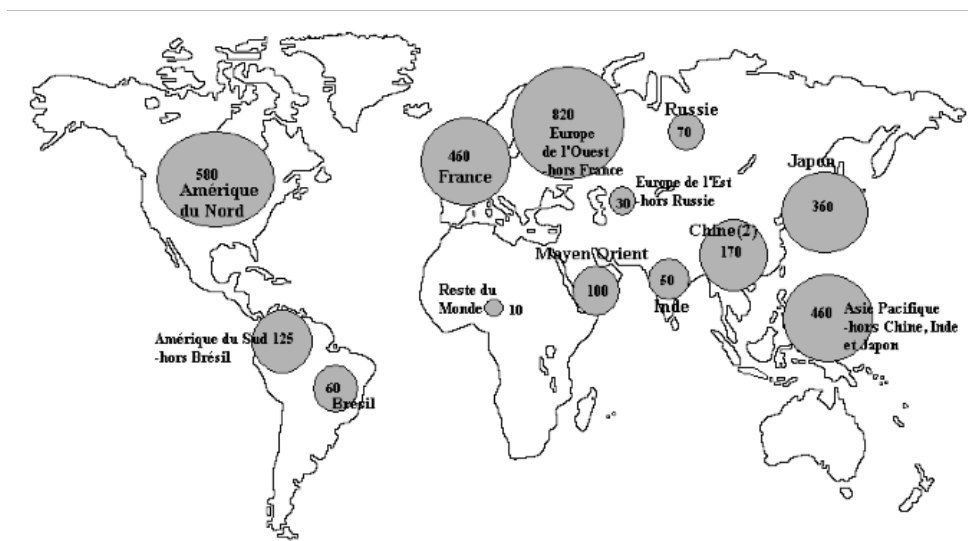 820
Europe
de l'Ouest
-hors France
Russie
70
460
France
580
Amérique
du Nord
Japon
360
Europe de l'Est
-hors Russie
30
Chine(2)
170
Moyen Orient
100
50
Inde
Reste du
Monde
10
460
Asie Pacifique
-hors Chine, Inde
et Japon
Amérique du Sud 125
-hors Brésil
60
Brésil